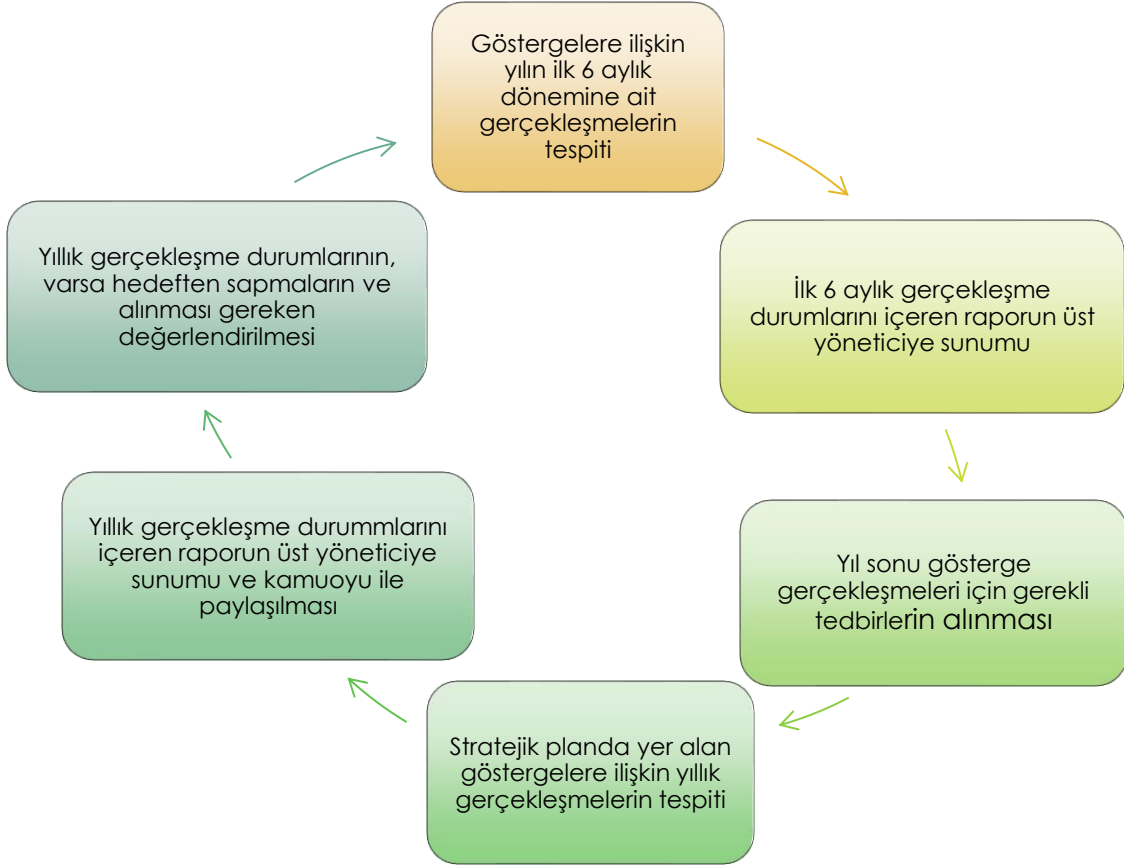 Göstergelere ilişkin
yılın ilk 6 aylık
dönemine ait
gerçekleşmelerin
tespiti
İlk 6 aylık gerçekleşme
durumlarını içeren raporun üst
yöneticiye sunumu
Yıl sonu gösterge
gerçekleşmeleri için gerekli
tedbirlerin alınması
Stratejik planda yer alan
göstergelere ilişkin yıllık
gerçekleşmelerin tespiti
Yıllık gerçekleşme durummlarını
içeren raporun üst yöneticiye
sunumu ve kamuoyu ile
paylaşılması
Yıllık gerçekleşme durumlarının,
varsa hedeften sapmaların ve
alınması gereken
değerlendirilmesi